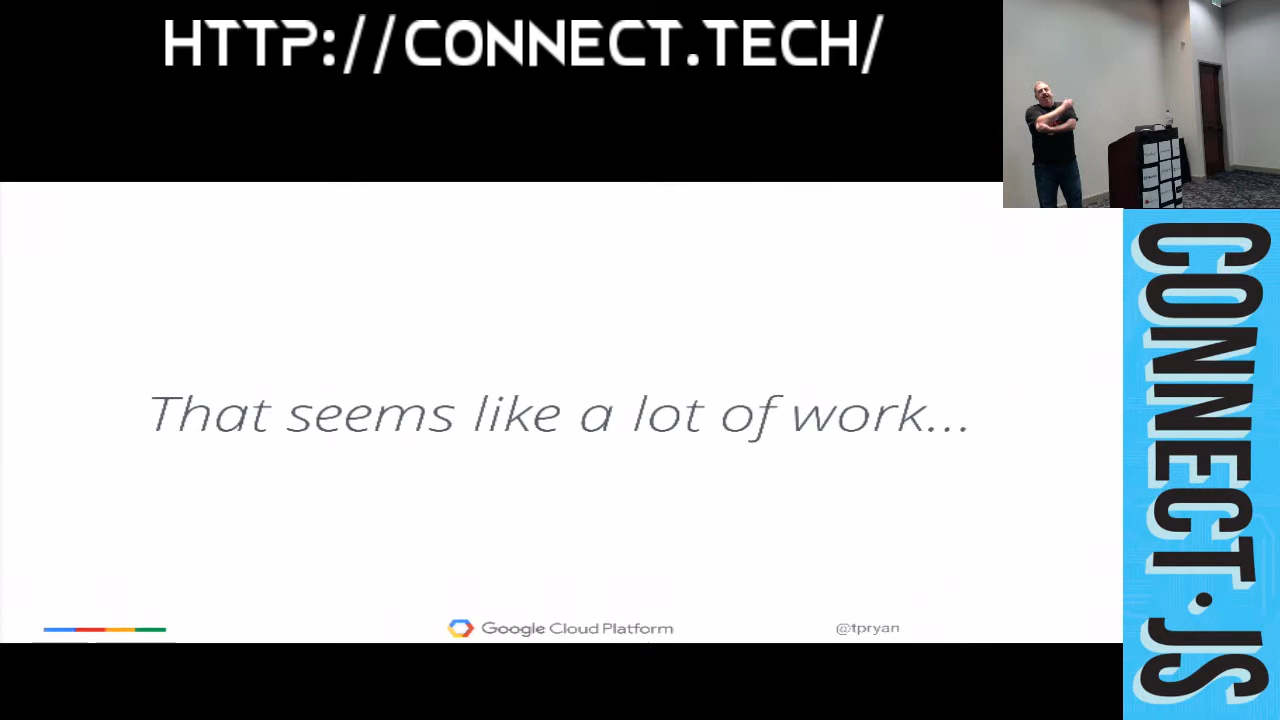 HTTP://CONNECT.TECH/
That seems like a lot of work...
Google Cloud Platform
@tpryan
CONNECT.JS